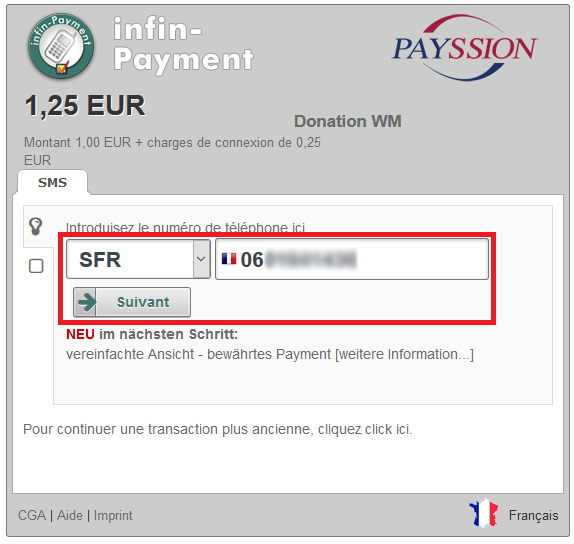 infin-Payment
infin-
Payment
PAYSSION
1,25 EUR
Donation WM
Montant 1,00 EUR + charges de connexion de 0,25
EUR
SMS
Introduisez le numéro de téléphone ici
SFR
06
Suivant
NEU im nächsten Schritt:
vereinfachte Ansicht - bewährtes Payment [weitere Information...]
Pour continuer une transaction plus ancienne, cliquez click ici.
CGA | Aide | Imprint
Français